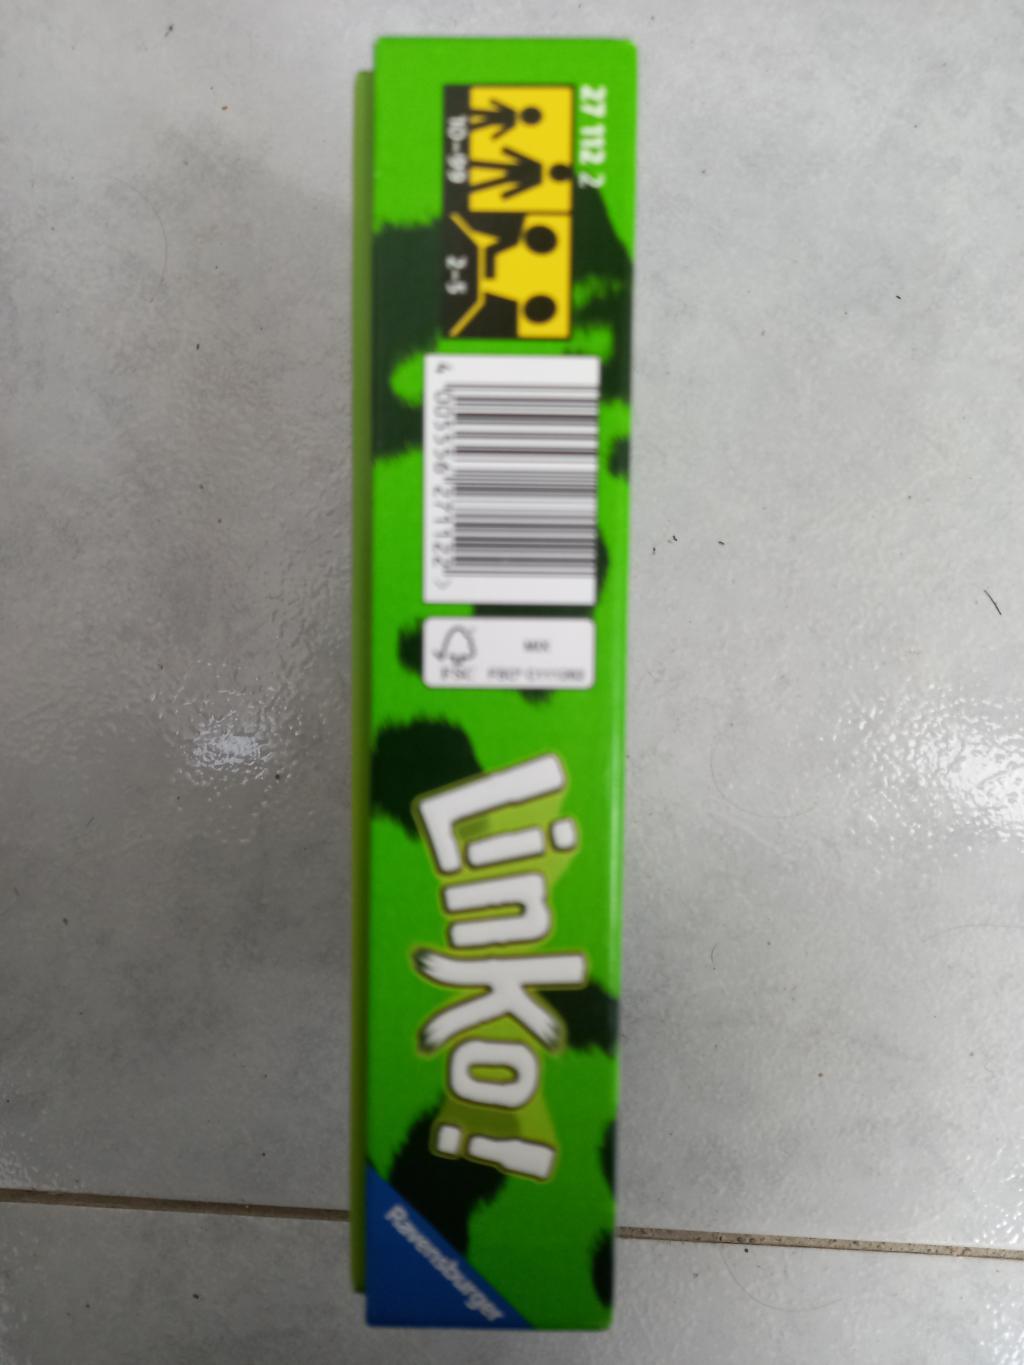 27 112 2
10-99
2-5
4 005556 271122 >
FSC
MIX
Linko!
Ravensburger